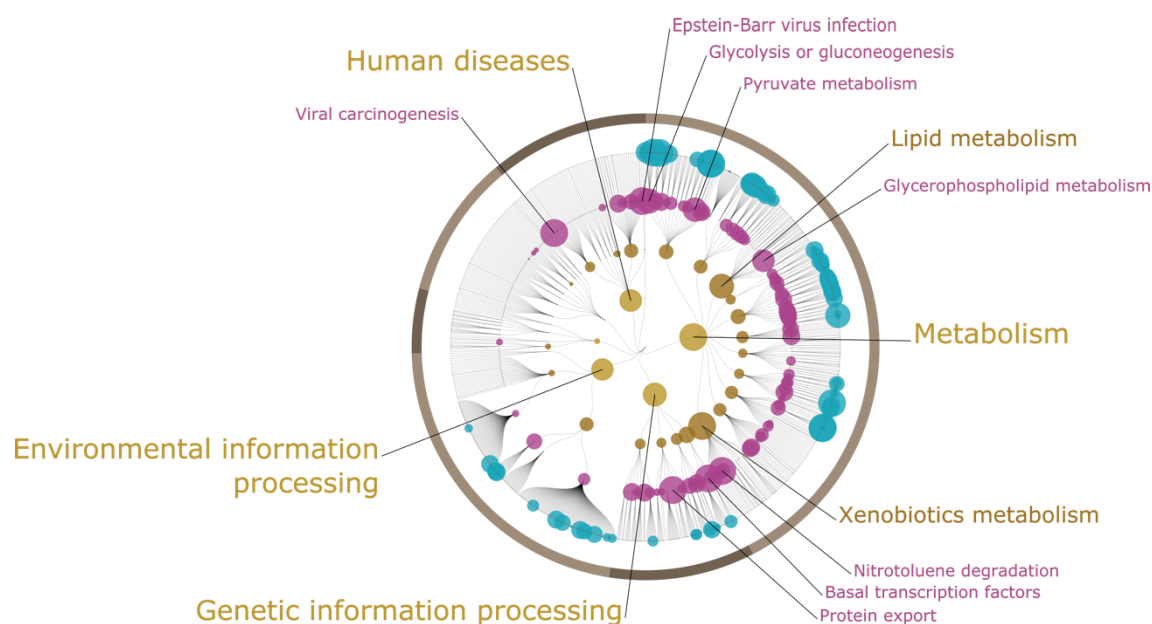 Epstein-Barr virus infection
Glycolysis or gluconeogenesis
Human diseases
Pyruvate metabolism
Viral carcinogenesis
Lipid metabolism
Glycerophospholipid metabolism
Metabolism
Environmental information
processing
Xenobiotics metabolism
Nitrotoluene degradation
Basal transcription factors
Genetic information processing
Protein export